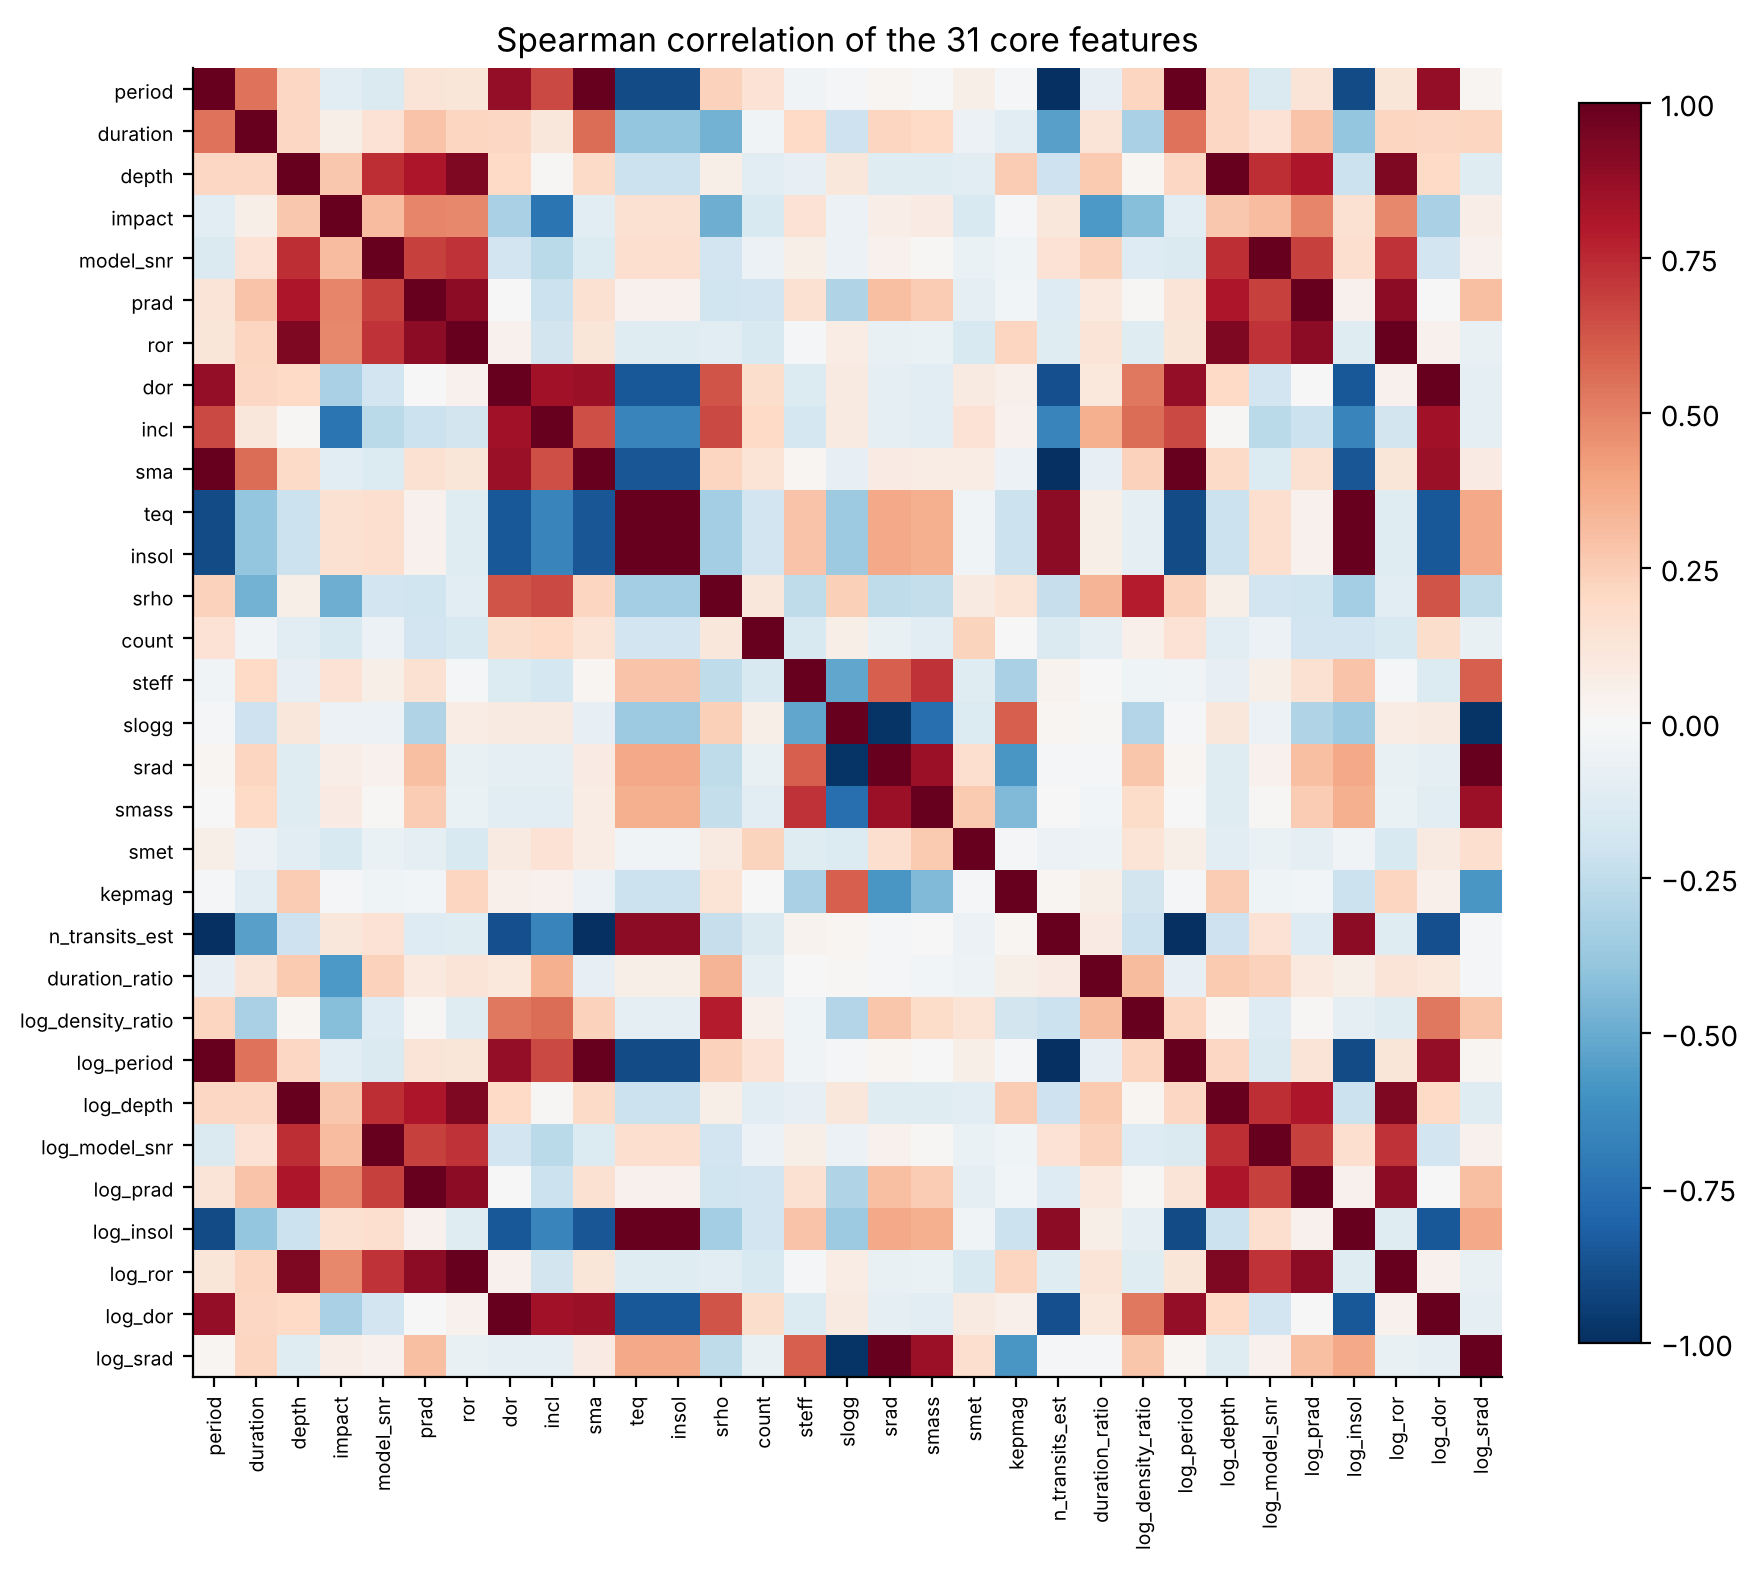 Spearman correlation of the 31 core features
period
duration
depth
impact
model_snr
prad
ror
dor
incl
sma
teq
insol
srho
count
steff
slogg
srad
smass
smet
kepmag
n_transits_est
duration_ratio
log_density_ratio
log_period
log_depth
log_model_snr
log_prad
log_insol
log_ror
log_dor
log_srad
period
duration
depth
impact
model_snr
prad
ror
dor
incl
sma
teq
insol
srho
count
steff
slogg
srad
smass
smet
kepmag
n_transits_est
duration_ratio
log_density_ratio
log_period
log_depth
log_model_snr
log_prad
log_insol
log_ror
log_dor
log_srad
1.00
0.75
0.50
0.25
0.00
−0.25
−0.50
−0.75
−1.00